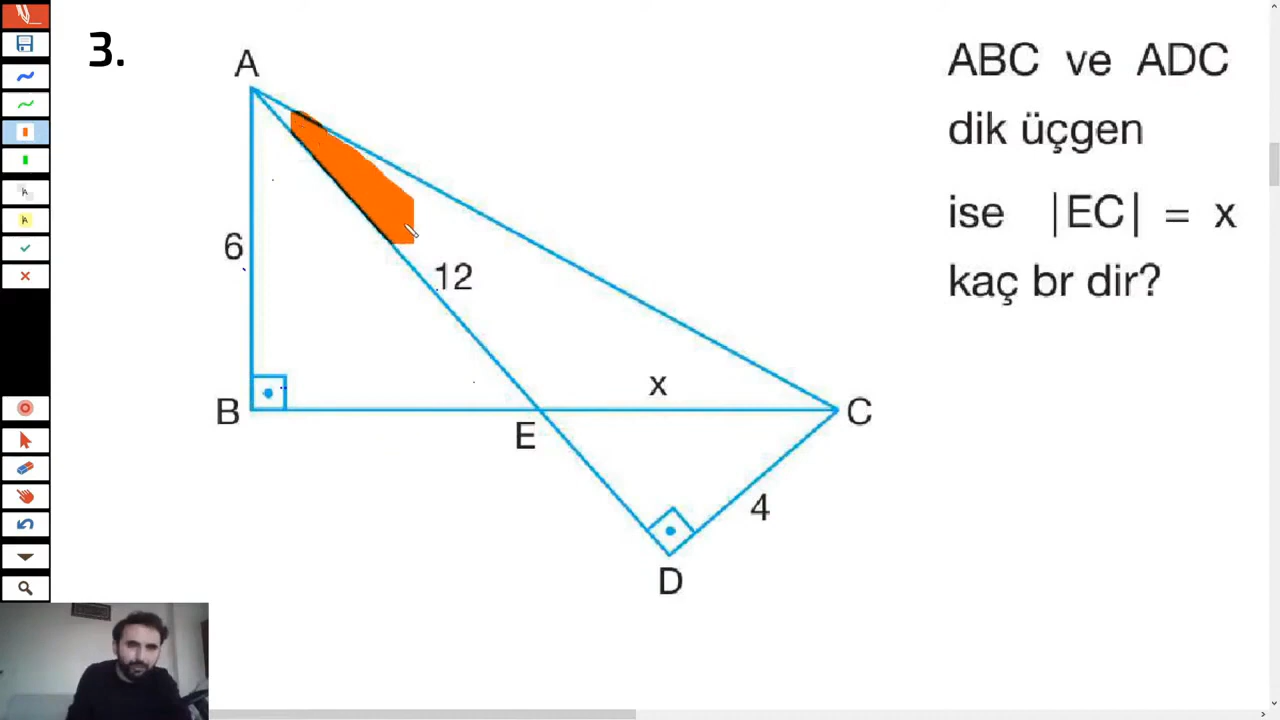 3.
A
ABC ve ADC
dik üçgen
ise |EC| = x
kaç br dir?
6
12
x
B
E
C
4
D